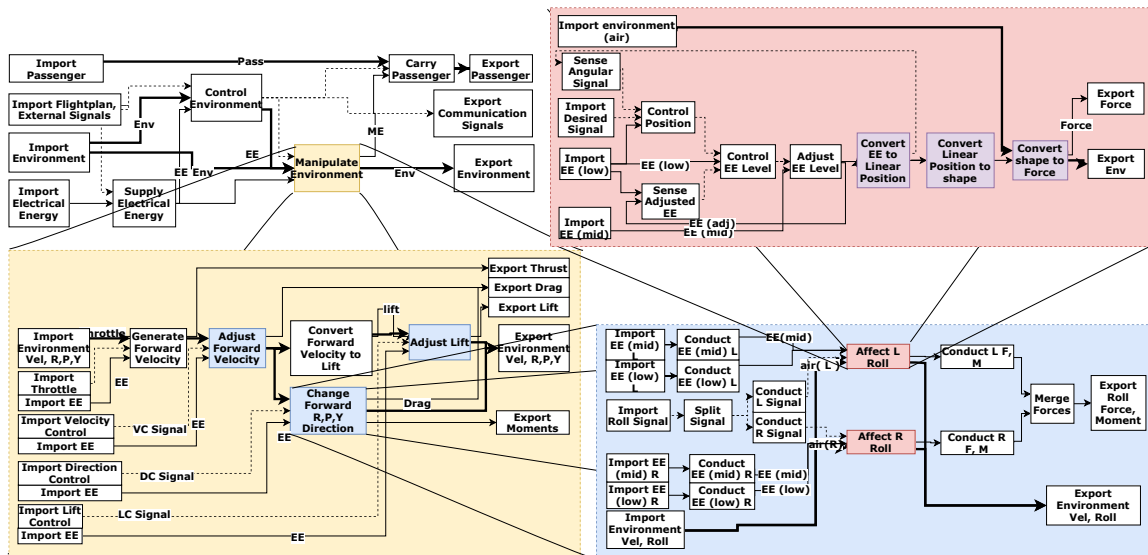 Import
Passenger
Pass
Carry
Passenger
Export
Passenger
Import Flightplan,
External Signals
Control
Environment
Export
Communication
Signals
Env
ME
Import
Environment
EE
EE
Env
Manipulate
Environment
Env
Export
Environment
Import
Electrical
Energy
Supply
Electrical
Energy
Import environment
(air)
Sense
Angular
Signal
Import
Desired
Signal
Control
Position
Import
EE (low)
EE (low)
Control
EE Level
Adjust
EE Level
Sense
Adjusted
EE
Import
EE (mid)
EE (adj)
EE (mid)
Convert
EE to
Linear
Position
Convert
Linear
Position to
shape
Convert
shape to
Force
Force
Export
Force
Export
Env
Export Thrust
Export Drag
Export Lift
lift
Import
Environment
Vel, R,P,Y
Throttle
Generate
Forward
Velocity
Adjust
Forward
Velocity
Convert
Forward
Velocity to
Lift
Adjust Lift
Export
Environment
Vel, R,P,Y
Import
Throttle
Import EE
EE
Change
Forward
R,P,Y
Direction
Drag
Export
Moments
Import Velocity
Control
Import EE
VC Signal
EE
EE
Import Direction
Control
Import EE
DC Signal
Import Lift
Control
Import EE
LC Signal
EE
Import
EE (mid)
L
Conduct
EE (mid) L
EE(mid)
Import
EE (low)
L
Conduct
EE (low) L
air( L )
Affect L
Roll
Conduct L F,
M
Import
Roll Signal
Split
Signal
Conduct
L Signal
Conduct
R Signal
Merge
Forces
Export
Roll
Force,
Moment
air(R)
Affect R
Roll
Conduct R
F, M
Import EE
(mid) R
Conduct
EE (mid) R
EE (mid)
Import EE
(low) R
Conduct
EE (low) R
EE (low)
Import
Environment
Vel, Roll
Export
Environment
Vel, Roll